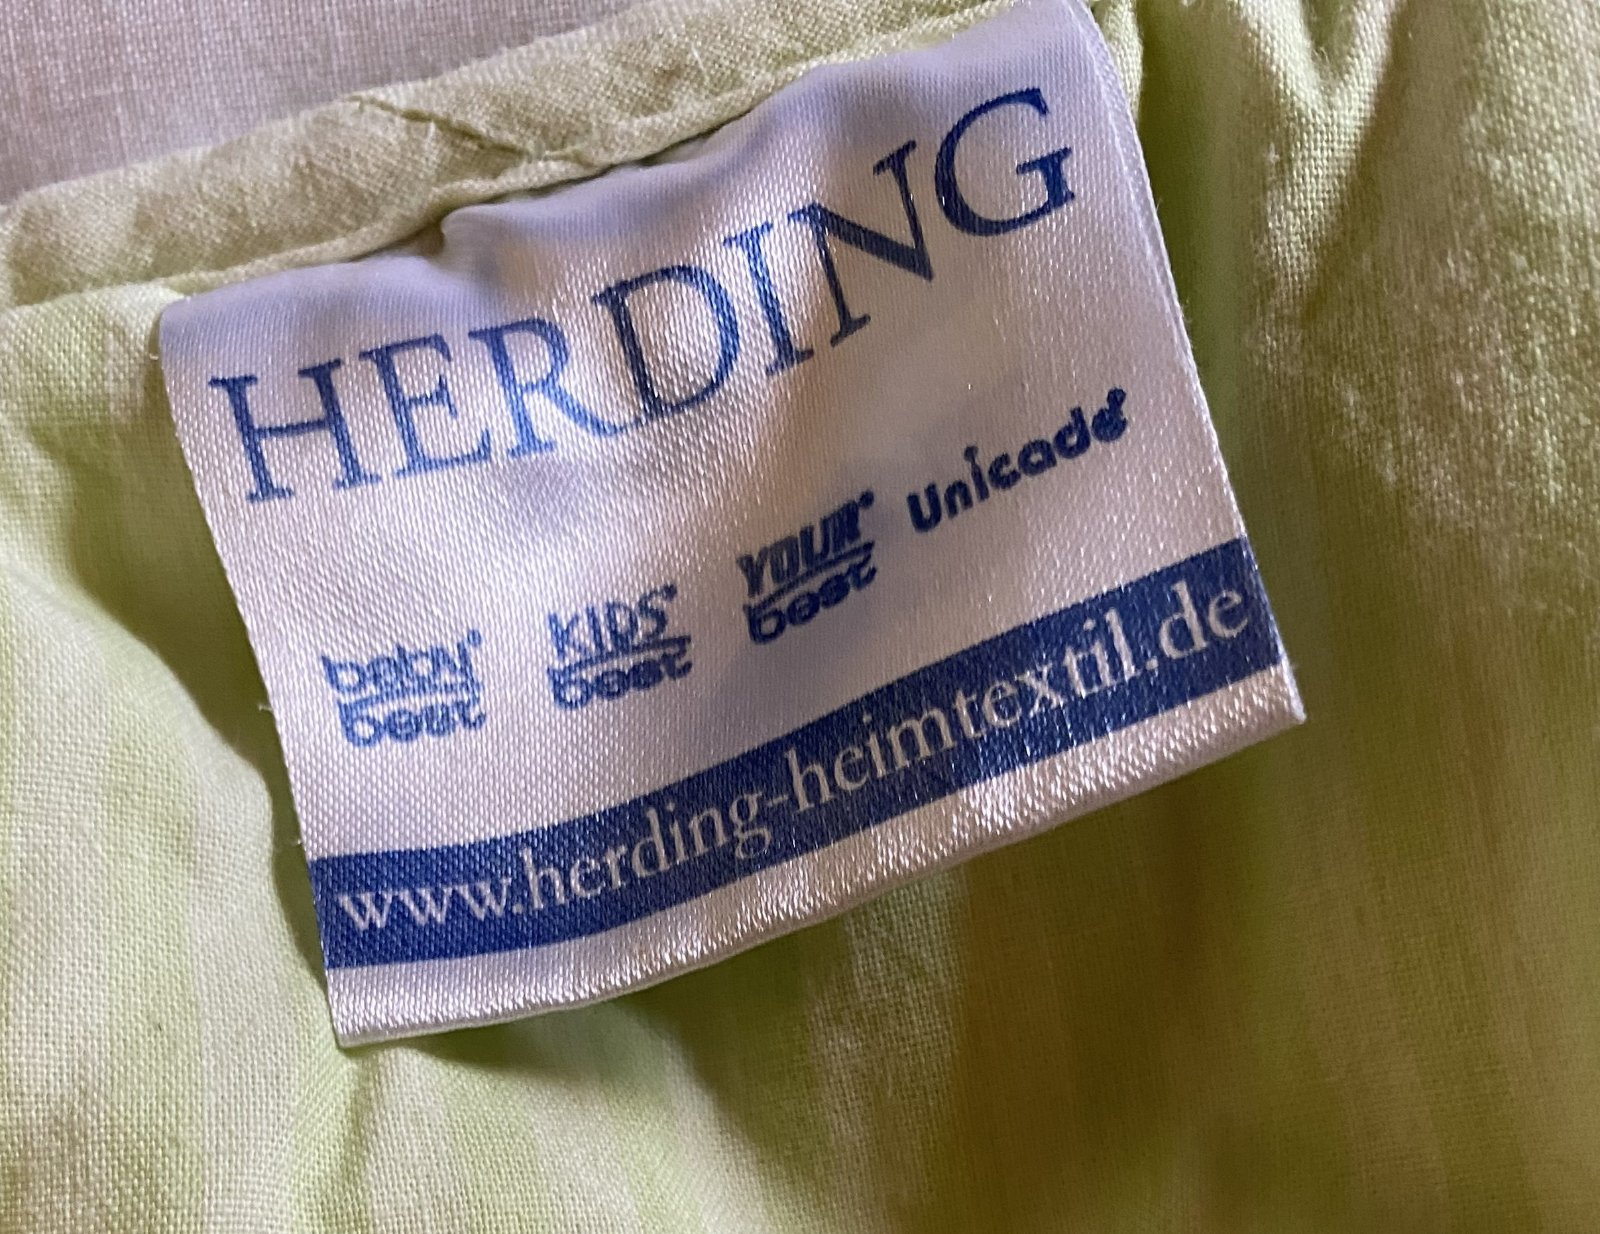 HERDING
baby® best KIDS® best YOUR® best Unicade®
www.herding-heimtextil.de